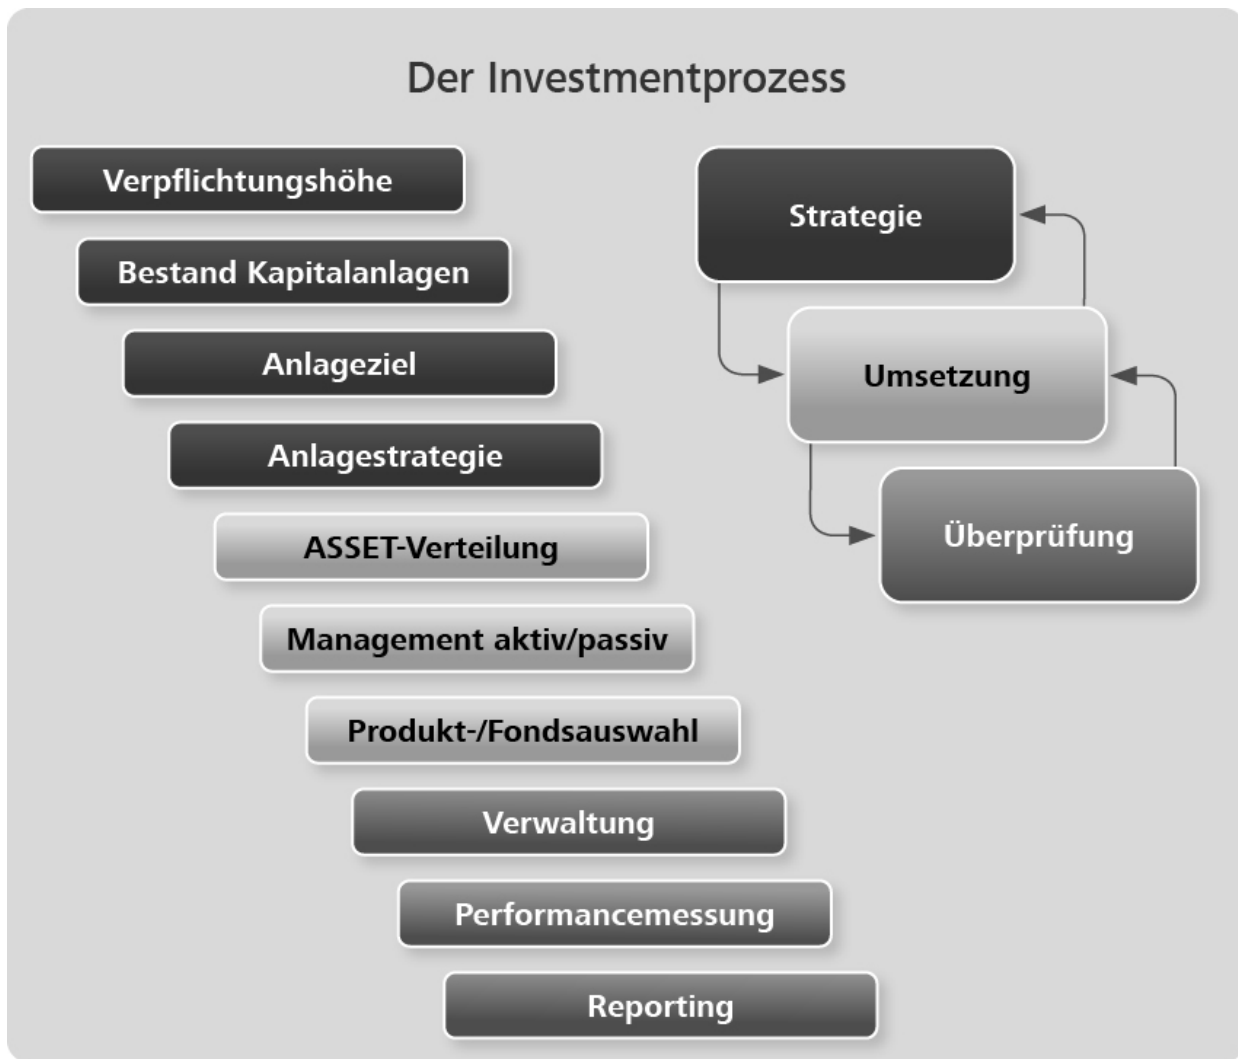 Der Investmentprozess
Verpflichtungshöhe
Bestand Kapitalanlagen
Anlageziel
Anlagestrategie
ASSET-Verteilung
Management aktiv/passiv
Produkt-/Fondsauswahl
Verwaltung
Performancemessung
Reporting
Strategie
Umsetzung
Überprüfung